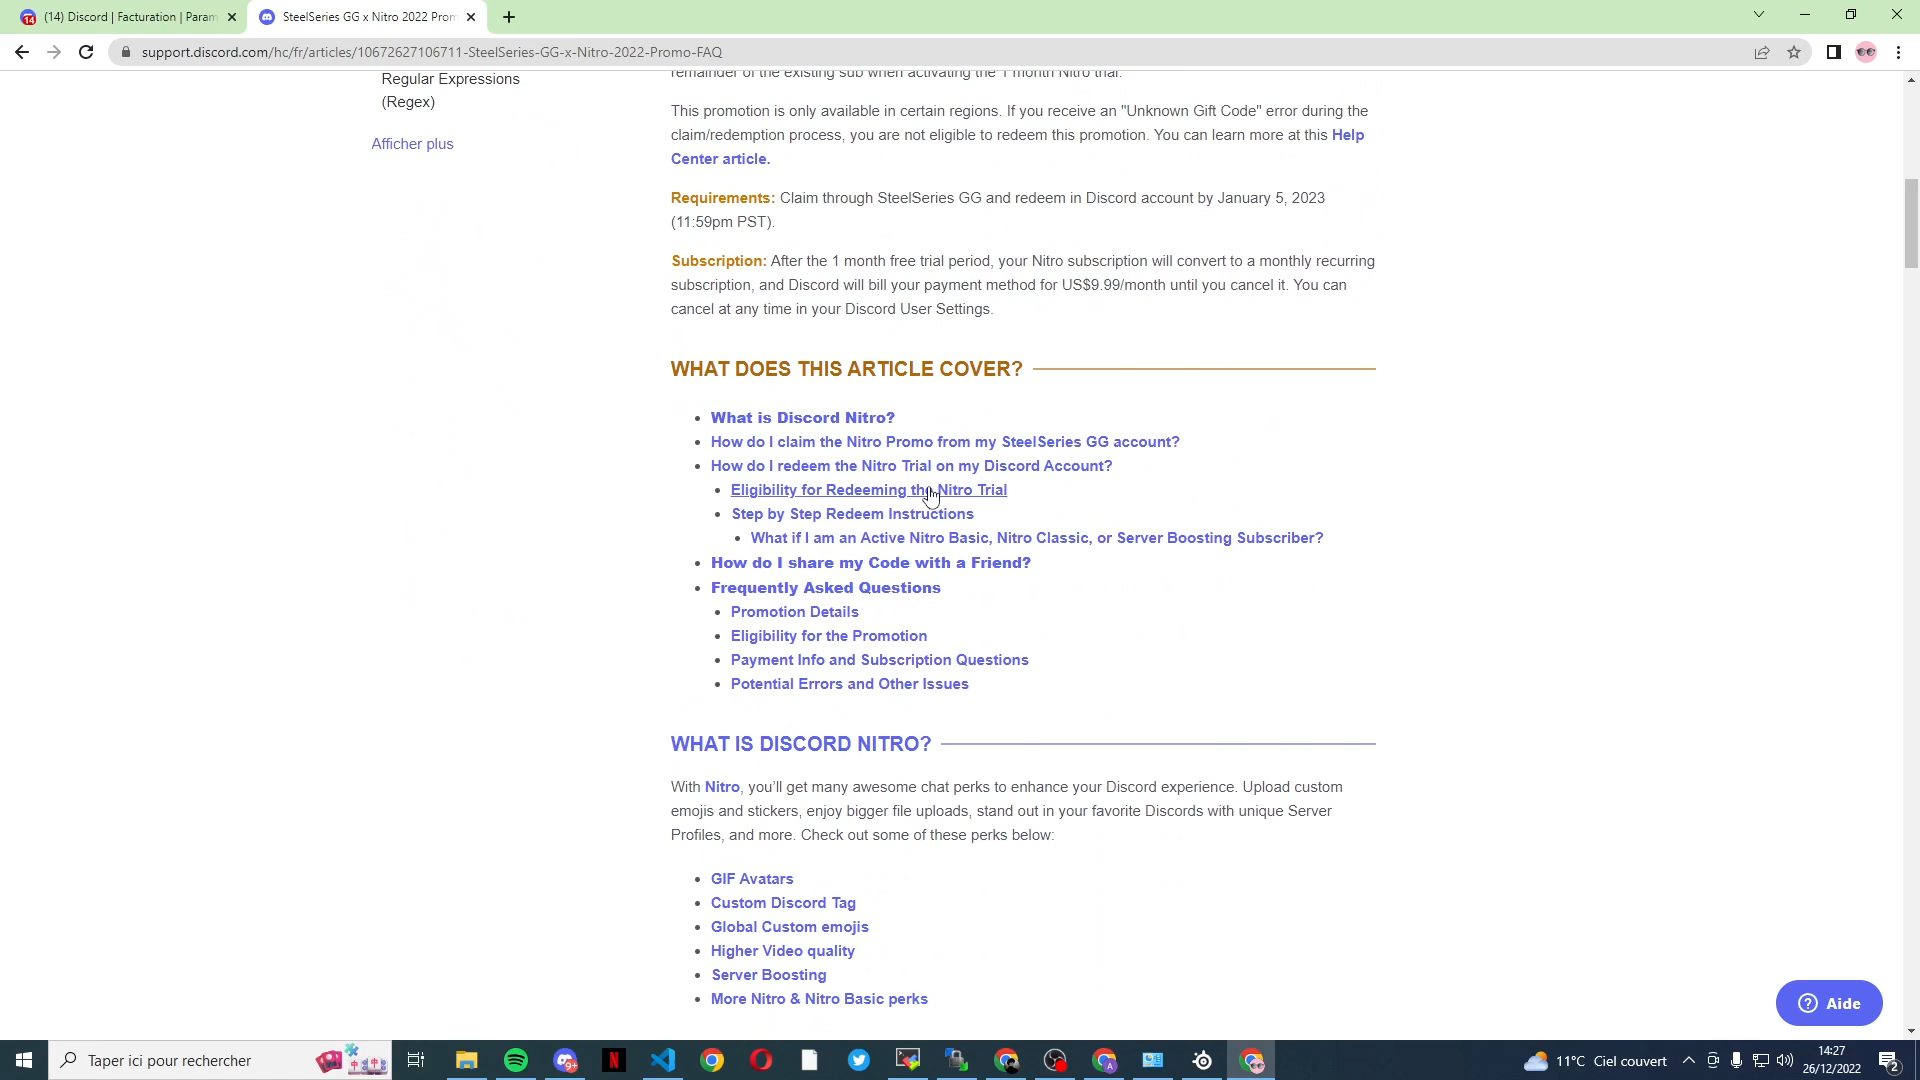 (14) Discord | Facturation | Param
SteelSeries GG x Nitro 2022 Prom
support.discord.com/hc/fr/articles/10672627106711-SteelSeries-GG-x-Nitro-2022-Promo-FAQ
Regular Expressions
(Regex)
Afficher plus
remainder of the existing sub when activating the 1 month Nitro trial.
This promotion is only available in certain regions. If you receive an "Unknown Gift Code" error during the
claim/redemption process, you are not eligible to redeem this promotion. You can learn more at this Help
Center article.
Requirements: Claim through SteelSeries GG and redeem in Discord account by January 5, 2023
(11:59pm PST).
Subscription: After the 1 month free trial period, your Nitro subscription will convert to a monthly recurring
subscription, and Discord will bill your payment method for US$9.99/month until you cancel it. You can
cancel at any time in your Discord User Settings.
WHAT DOES THIS ARTICLE COVER?
• What is Discord Nitro?
• How do I claim the Nitro Promo from my SteelSeries GG account?
• How do I redeem the Nitro Trial on my Discord Account?
• Eligibility for Redeeming the Nitro Trial
• Step by Step Redeem Instructions
• What if I am an Active Nitro Basic, Nitro Classic, or Server Boosting Subscriber?
• How do I share my Code with a Friend?
• Frequently Asked Questions
• Promotion Details
• Eligibility for the Promotion
• Payment Info and Subscription Questions
• Potential Errors and Other Issues
WHAT IS DISCORD NITRO?
With Nitro, you’ll get many awesome chat perks to enhance your Discord experience. Upload custom
emojis and stickers, enjoy bigger file uploads, stand out in your favorite Discords with unique Server
Profiles, and more. Check out some of these perks below:
• GIF Avatars
• Custom Discord Tag
• Global Custom emojis
• Higher Video quality
• Server Boosting
• More Nitro & Nitro Basic perks
Aide
Taper ici pour rechercher
11°C Ciel couvert
14:27
26/12/2022
2